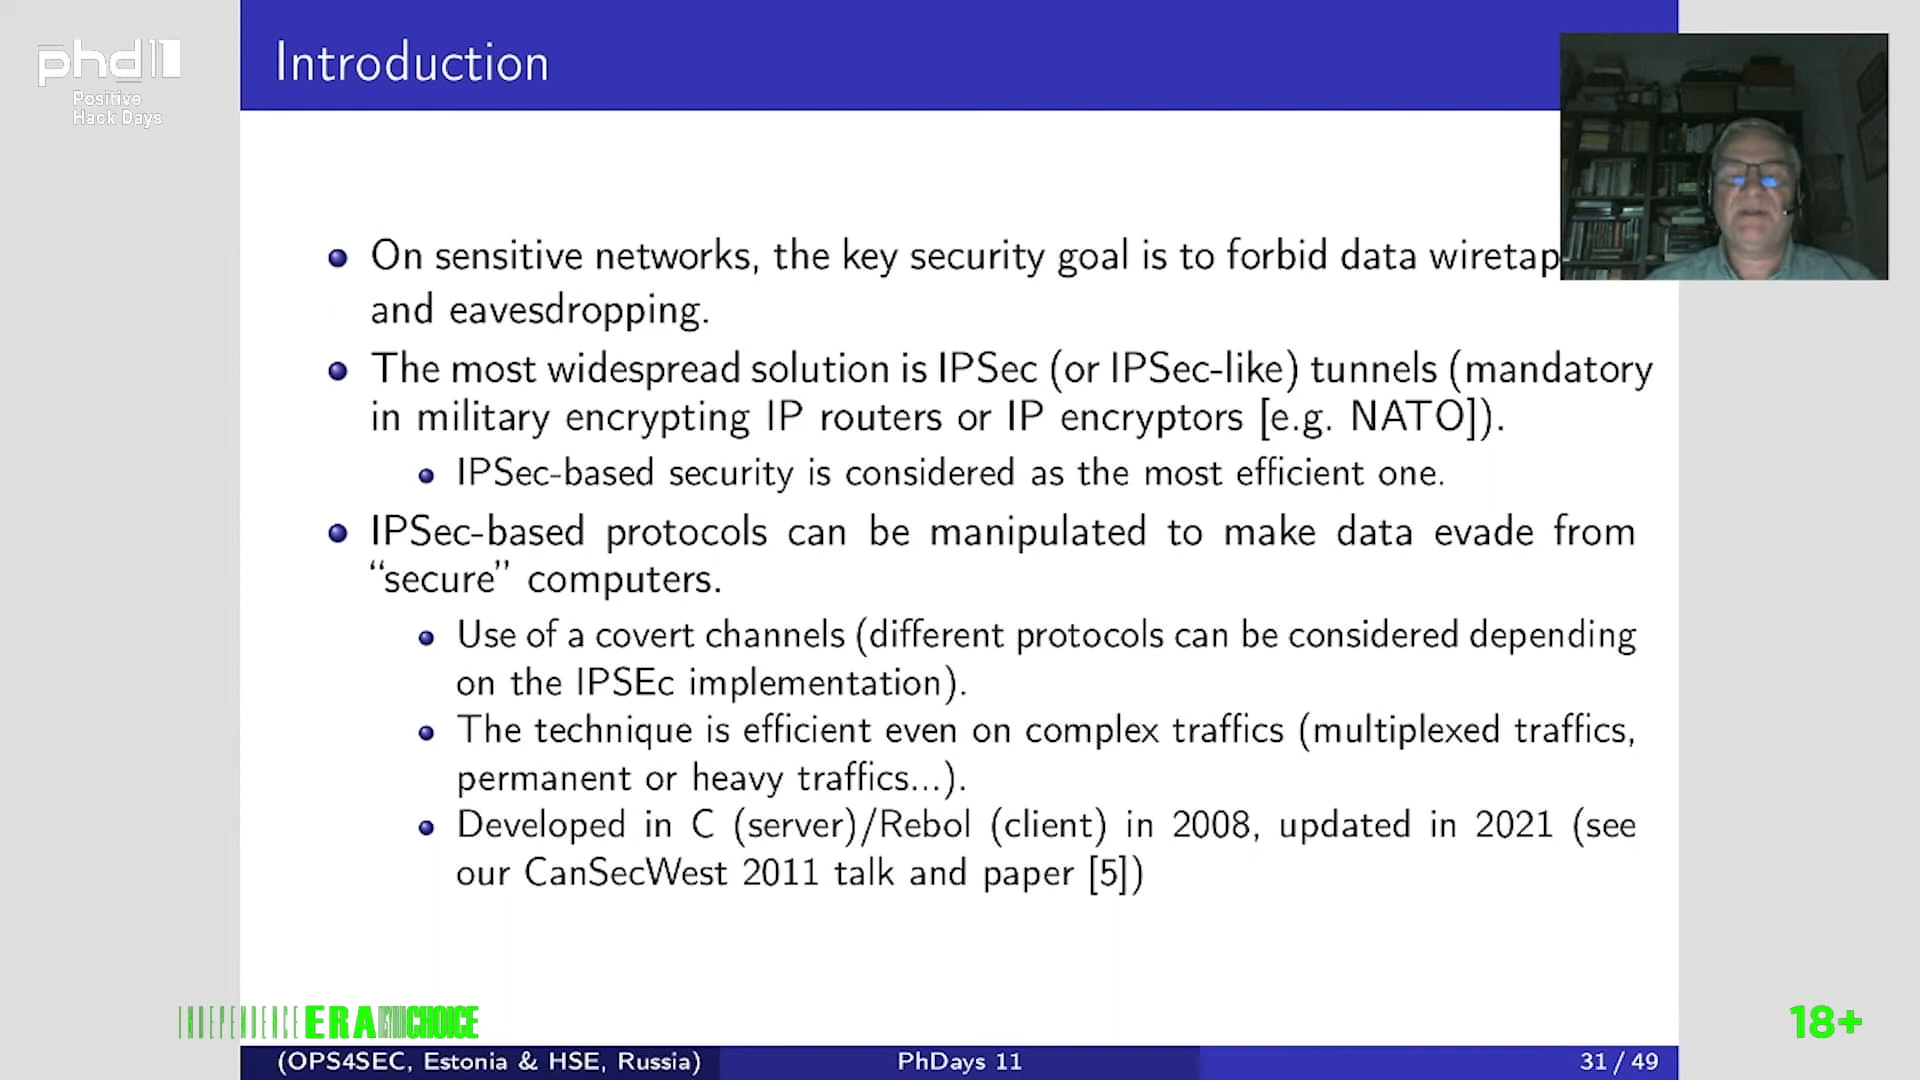 phd11
Positive
Hack Days
Introduction
On sensitive networks, the key security goal is to forbid data wiretap
and eavesdropping.
The most widespread solution is IPSec (or IPSec-like) tunnels (mandatory
in military encrypting IP routers or IP encryptors [e.g. NATO]).
IPSec-based security is considered as the most efficient one.
IPSec-based protocols can be manipulated to make data evade from
“secure” computers.
Use of a covert channels (different protocols can be considered depending
on the IPSEc implementation).
The technique is efficient even on complex traffics (multiplexed traffics,
permanent or heavy traffics...).
Developed in C (server)/Rebol (client) in 2008, updated in 2021 (see
our CanSecWest 2011 talk and paper [5])
INDEPENDENCE ERA CHOICE
18+
(OPS4SEC, Estonia & HSE, Russia)
PhDays 11
31 / 49